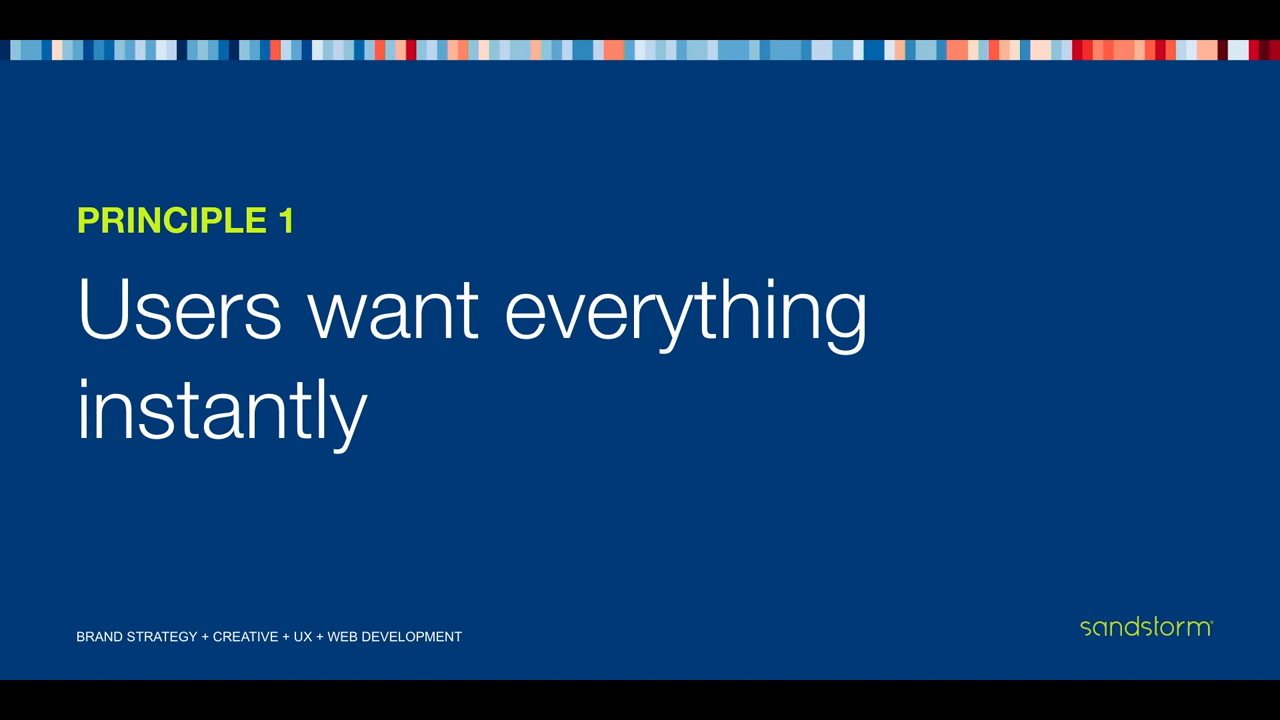 PRINCIPLE 1
Users want everything
instantly
BRAND STRATEGY + CREATIVE + UX + WEB DEVELOPMENT
sandstorm